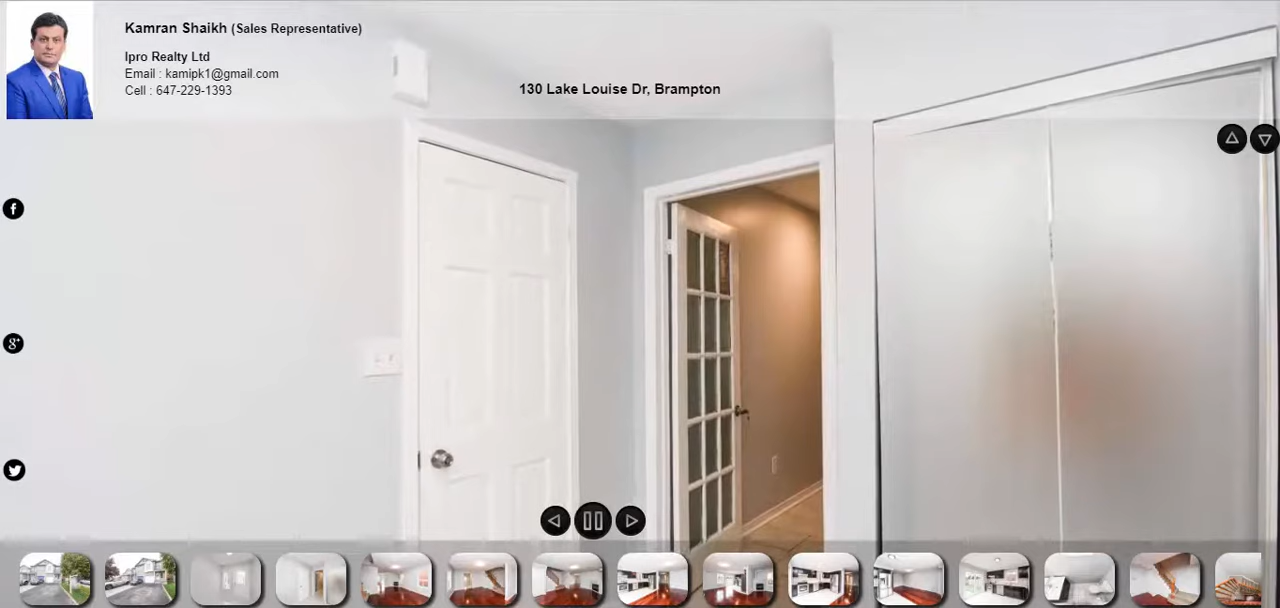 Kamran Shaikh (Sales Representative)
Ipro Realty Ltd
Email : kamipk1@gmail.com
Cell : 647-229-1393
130 Lake Louise Dr, Brampton